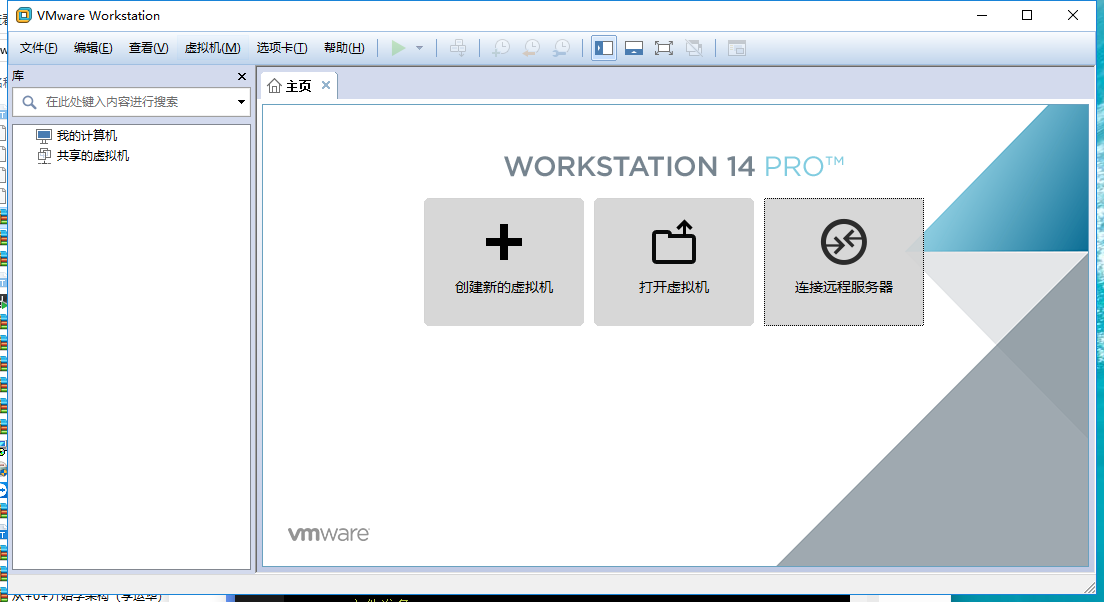 VMware Workstation
文件(F) 编辑(E) 查看(V) 虚拟机(M) 选项卡(T) 帮助(H)
库
主页
在此处键入内容进行搜索
我的计算机
共享的虚拟机
WORKSTATION 14 PRO™
创建新的虚拟机
打开虚拟机
连接远程服务器
vmware